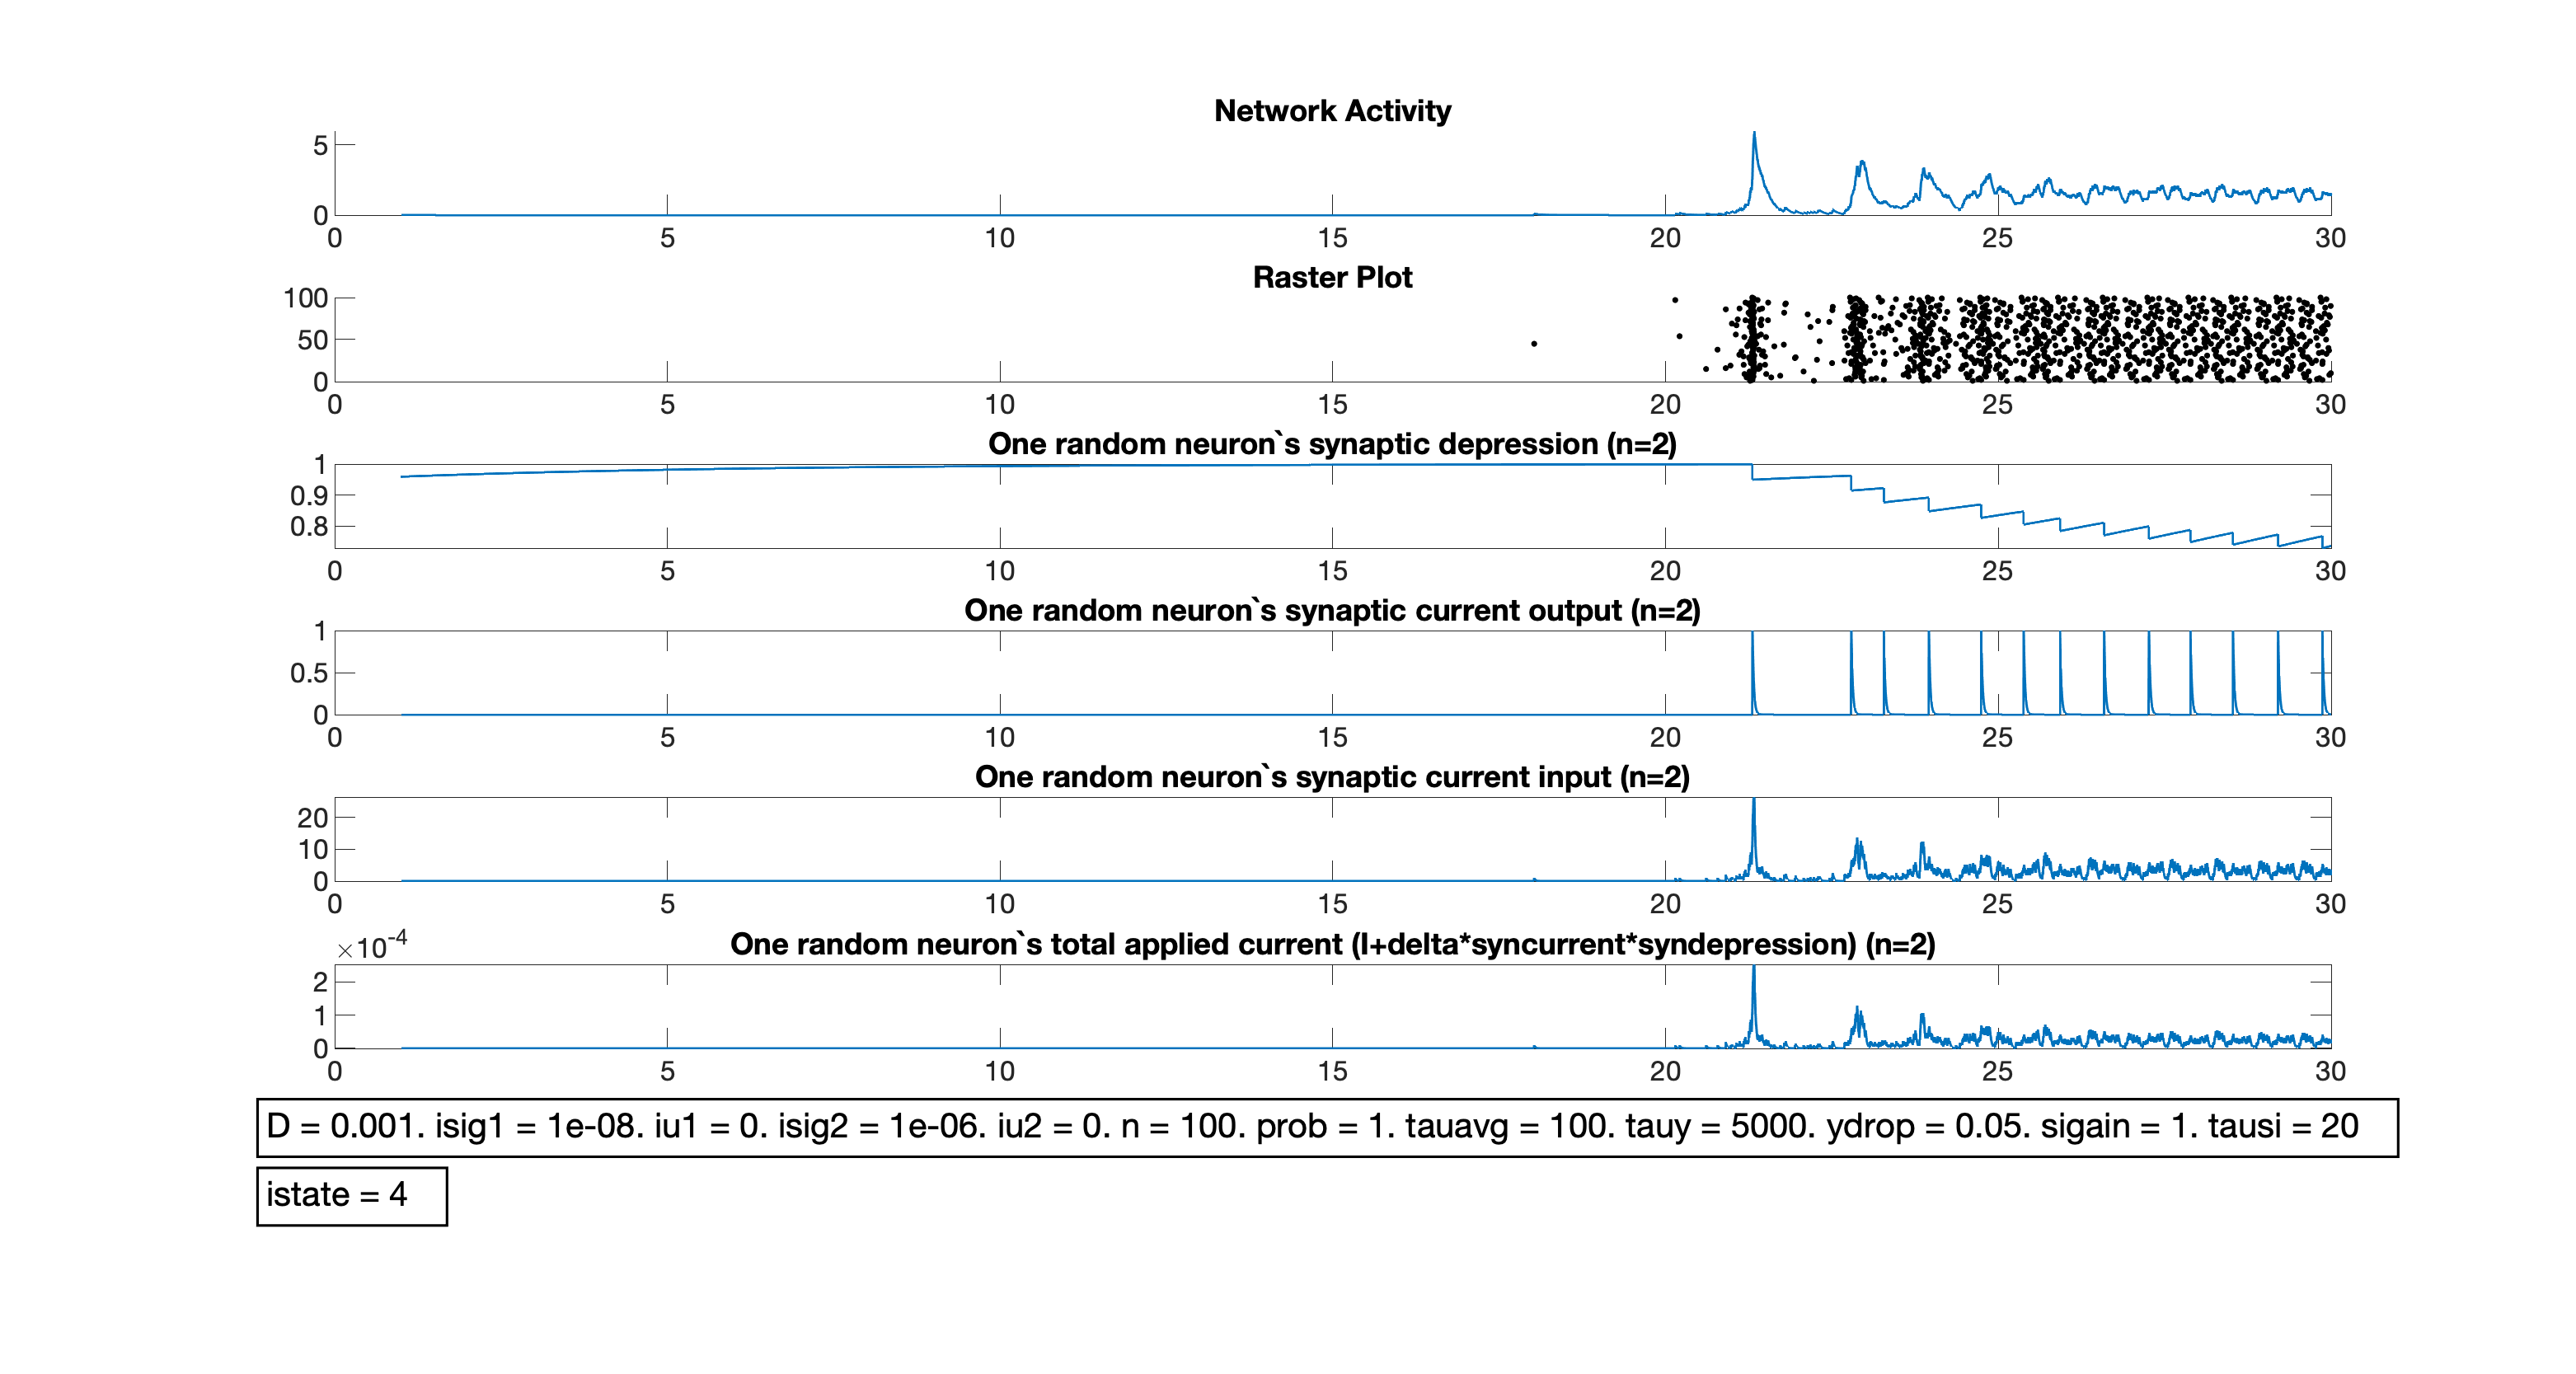 Network Activity
5
0
0 5 10 15 20 25 30
Raster Plot
100
50
0
0 5 10 15 20 25 30
One random neuron`s synaptic depression (n=2)
1
0.9
0.8
0 5 10 15 20 25 30
One random neuron`s synaptic current output (n=2)
1
0.5
0
0 5 10 15 20 25 30
One random neuron`s synaptic current input (n=2)
20
10
0
0 5 10 15 20 25 30
×10-4 One random neuron`s total applied current (I+delta*syncurrent*syndepression) (n=2)
2
1
0
0 5 10 15 20 25 30
D = 0.001. isig1 = 1e-08. iu1 = 0. isig2 = 1e-06. iu2 = 0. n = 100. prob = 1. tauavg = 100. tauy = 5000. ydrop = 0.05. sigain = 1. tausi = 20
istate = 4